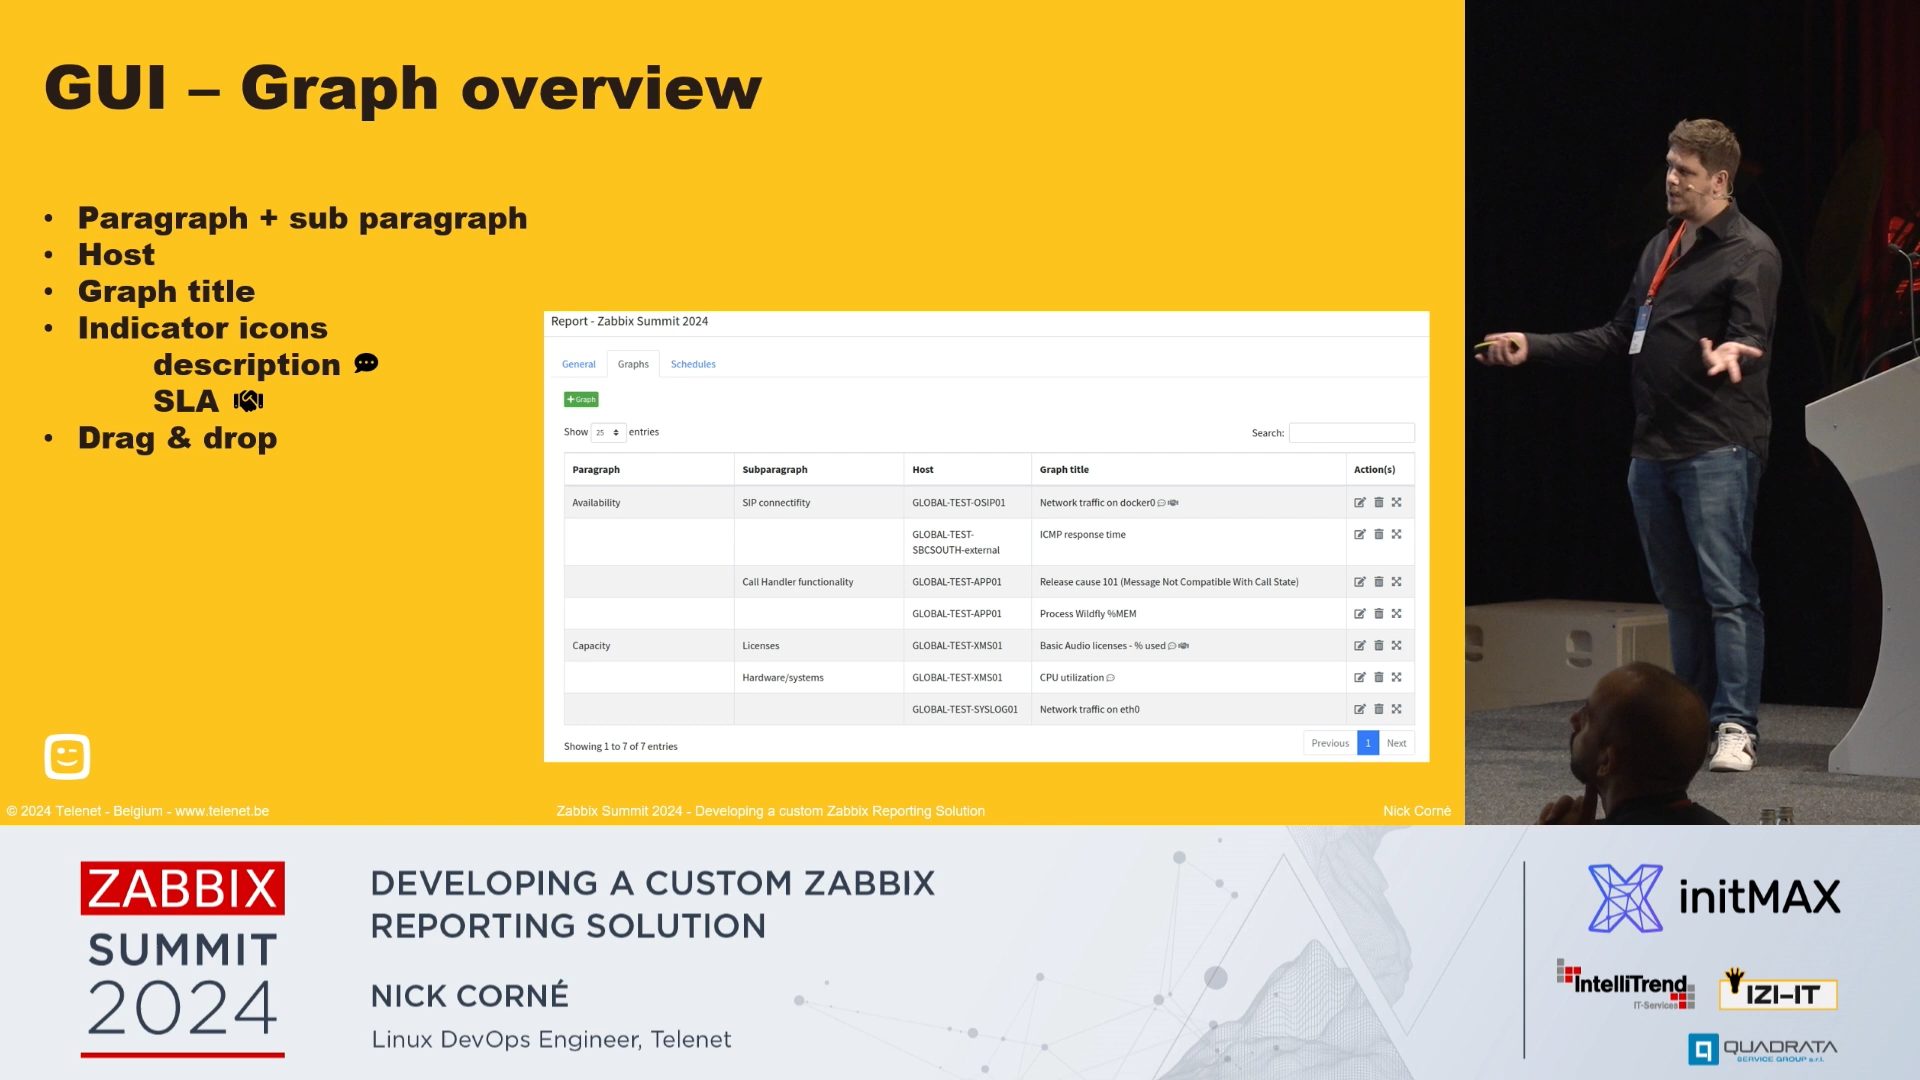 GUI – Graph overview
• Paragraph + sub paragraph
• Host
• Graph title
• Indicator icons
description
SLA
• Drag & drop
Report - Zabbix Summit 2024
General Graphs Schedules
+ Graph
Show 25 entries
Search:
Paragraph Subparagraph Host Graph title Action(s)
Availability SIP connectifity GLOBAL-TEST-OSIP01 Network traffic on docker0
GLOBAL-TEST-
SBCSOUTH-external
ICMP response time
Call Handler functionality GLOBAL-TEST-APP01 Release cause 101 (Message Not Compatible With Call State)
GLOBAL-TEST-APP01 Process Wildfly %MEM
Capacity Licenses GLOBAL-TEST-XMS01 Basic Audio licenses - % used
Hardware/systems GLOBAL-TEST-XMS01 CPU utilization
GLOBAL-TEST-SYSLOG01 Network traffic on eth0
Showing 1 to 7 of 7 entries
Previous 1 Next
© 2024 Telenet - Belgium - www.telenet.be
Zabbix Summit 2024 - Developing a custom Zabbix Reporting Solution
Nick Corné
ZABBIX
SUMMIT
2024
DEVELOPING A CUSTOM ZABBIX
REPORTING SOLUTION
NICK CORNÉ
Linux DevOps Engineer, Telenet
initMAX
IntelliTrend
IT-Services
IZI-IT
QUADRATA
SERVICE GROUP s.r.l.